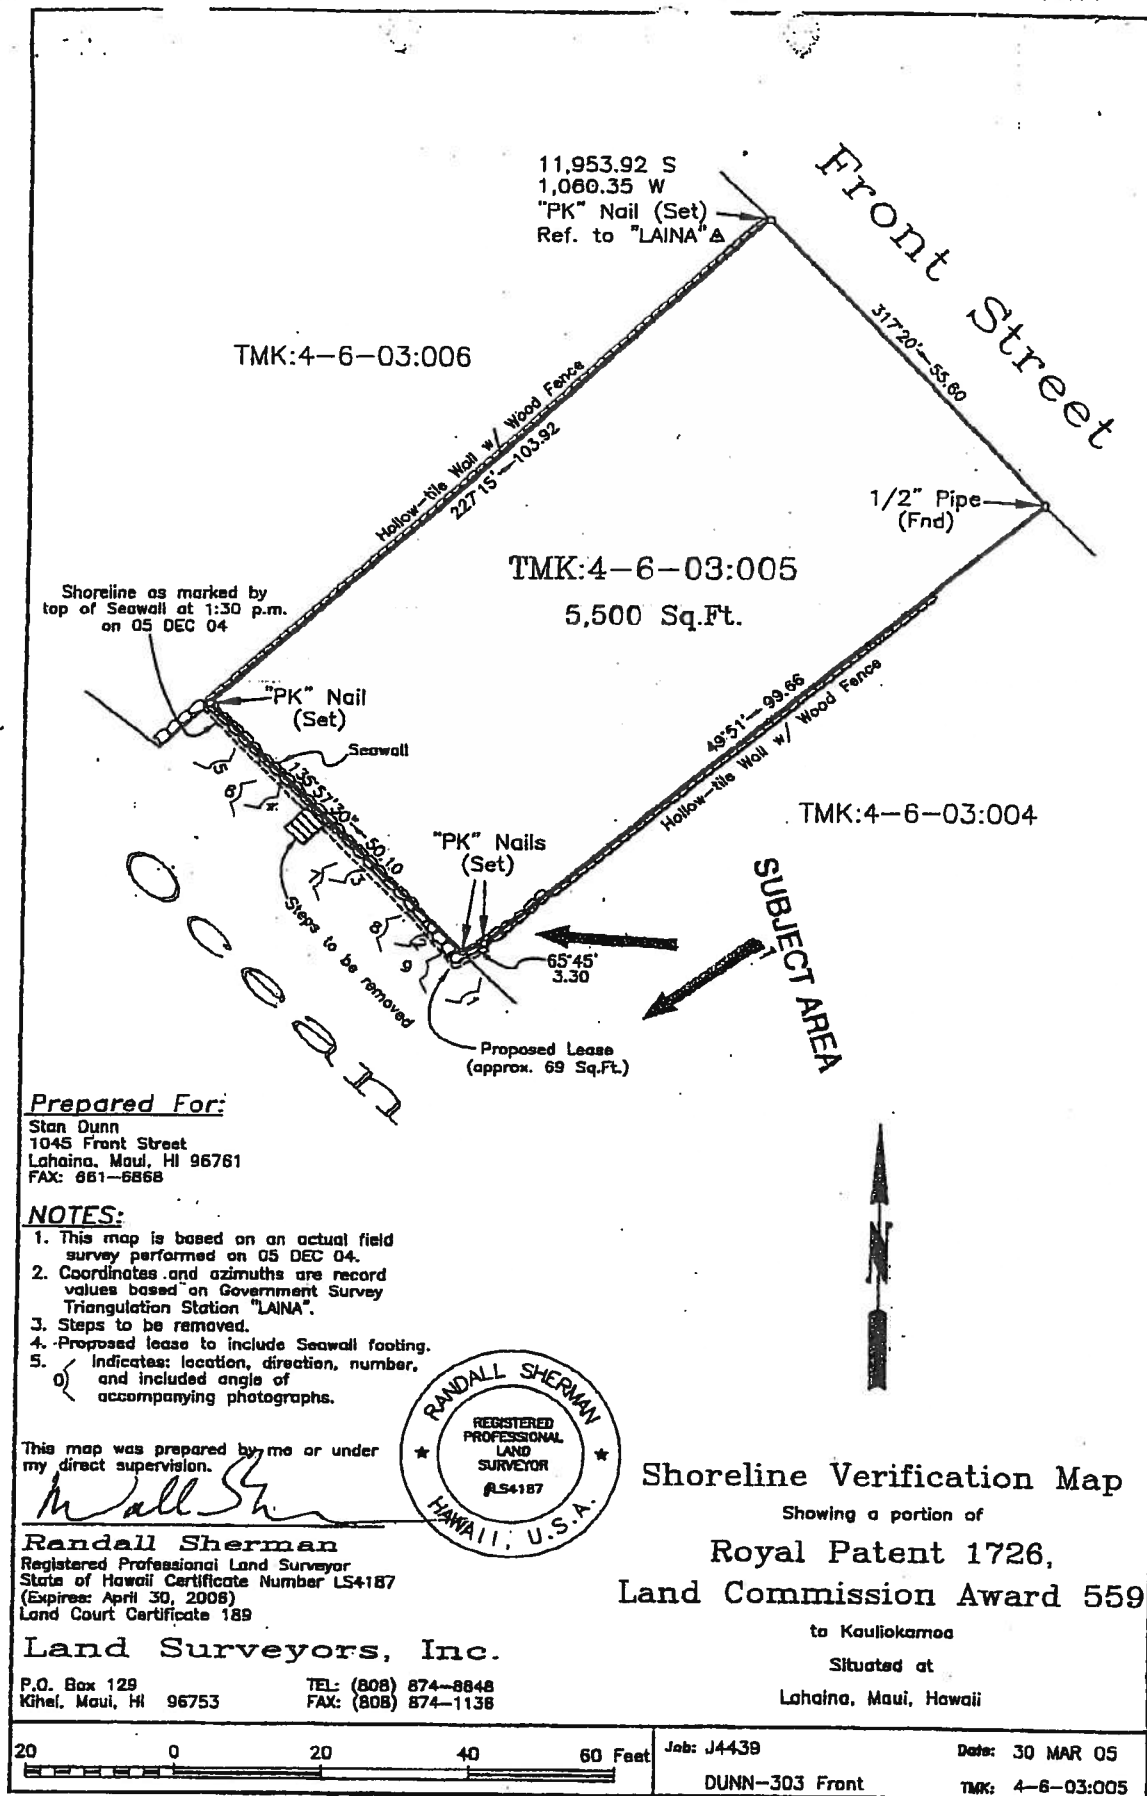 11,953.92 S
1,060.35 W
"PK" Nail (Set)
Ref. to "LAINA"
Front Street
317°20' 55.60
TMK:4-6-03:006
Hollow-tile Wall w/ Wood Fence
227°15' 103.92
1/2" Pipe
(Fnd)
TMK:4-6-03:005
5,500 Sq.Ft.
Shoreline as marked by
top of Seawall at 1:30 p.m.
on 05 DEC 04
"PK" Nail
(Set)
Seawall
135°57'30" 50.10
49°51' 99.66
Hollow-tile Wall w/ Wood Fence
TMK:4-6-03:004
"PK" Nails
(Set)
5
6
4
7
3
8
2
9
1
Steps to be removed
65°45'
3.30
SUBJECT AREA
Ocean
Proposed Lease
(approx. 69 Sq.Ft.)
Prepared For:
Stan Dunn
1045 Front Street
Lahaina, Maui, HI 96761
FAX: 661-6868
NOTES:
1. This map is based on an actual field
survey performed on 05 DEC 04.
2. Coordinates and azimuths are record
values based on Government Survey
Triangulation Station "LAINA".
3. Steps to be removed.
4. Proposed lease to include Seawall footing.
5. 0 Indicates: location, direction, number,
and included angle of
accompanying photographs.
N
This map was prepared by me or under
my direct supervision.
RANDALL SHERMAN
REGISTERED
PROFESSIONAL
LAND
SURVEYOR
LS4187
HAWAII, U.S.A.
Randall Sherman
Registered Professional Land Surveyor
State of Hawaii Certificate Number LS4187
(Expires: April 30, 2006)
Land Court Certificate 189
Land Surveyors, Inc.
P.O. Box 129 TEL: (808) 874-8848
Kihei, Maui, HI 96753 FAX: (808) 874-1138
Shoreline Verification Map
Showing a portion of
Royal Patent 1726,
Land Commission Award 559
to Kauliokamoa
Situated at
Lahaina, Maui, Hawaii
20 0 20 40 60 Feet
Job: J4439 Date: 30 MAR 05
DUNN-303 Front TMK: 4-6-03:005